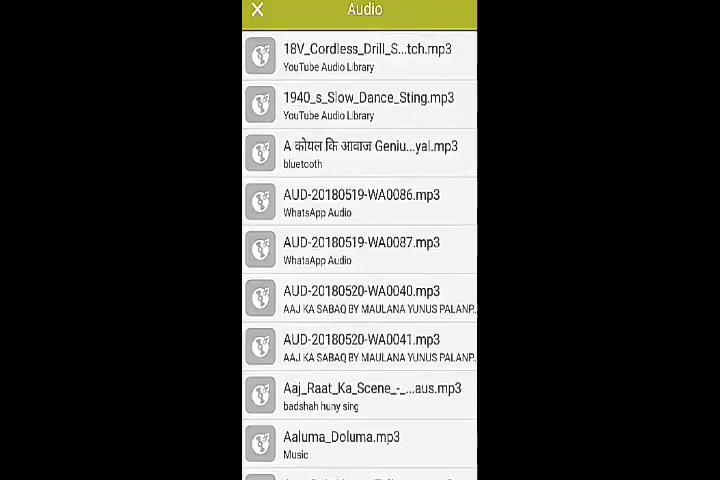 Audio
18V_Cordless_Drill_S...tch.mp3
YouTube Audio Library
1940_s_Slow_Dance_Sting.mp3
YouTube Audio Library
A कोयल कि आवाज Geniu...yal.mp3
bluetooth
AUD-20180519-WA0086.mp3
WhatsApp Audio
AUD-20180519-WA0087.mp3
WhatsApp Audio
AUD-20180520-WA0040.mp3
AAJ KA SABAQ BY MAULANA YUNUS PALANP..
AUD-20180520-WA0041.mp3
AAJ KA SABAQ BY MAULANA YUNUS PALANP..
Aaj_Raat_Ka_Scene_-_...aus.mp3
badshah huny sing
Aaluma_Doluma.mp3
Music